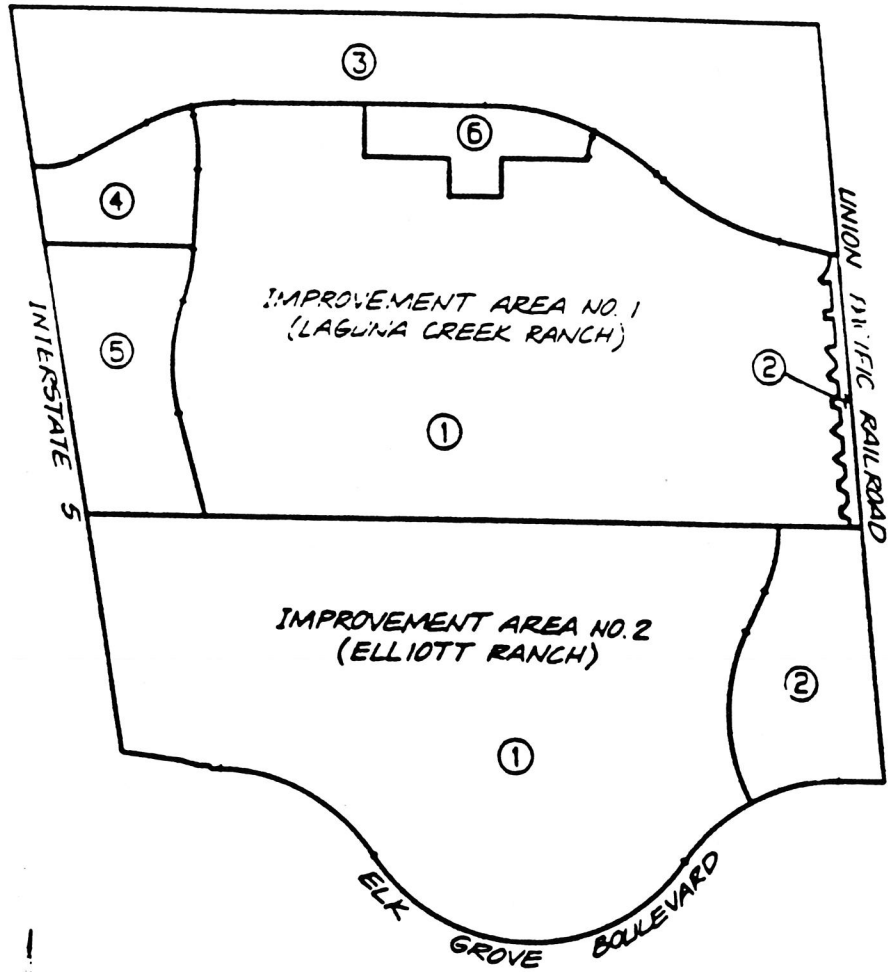 ③
⑥
④
IMPROVEMENT AREA NO. 1
(LAGUNA CREEK RANCH)
⑤
②
①
INTERSTATE 5
UNION PACIFIC RAILROAD
IMPROVEMENT AREA NO. 2
(ELLIOTT RANCH)
②
①
ELK GROVE BOULEVARD